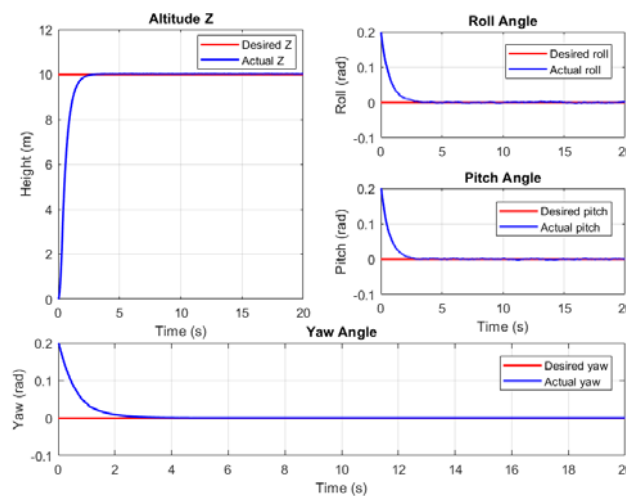 Altitude Z
12
10
8
6
4
2
0
Height (m)
Desired Z
Actual Z
0 5 10 15 20
Time (s)
Roll Angle
0.2
0.1
0
-0.1
Roll (rad)
Desired roll
Actual roll
0 5 10 15 20
Pitch Angle
0.2
0.1
0
-0.1
Pitch (rad)
Desired pitch
Actual pitch
0 5 10 15 20
Time (s)
Yaw Angle
0.2
0.1
0
-0.1
Yaw (rad)
Desired yaw
Actual yaw
0 2 4 6 8 10 12 14 16 18 20
Time (s)